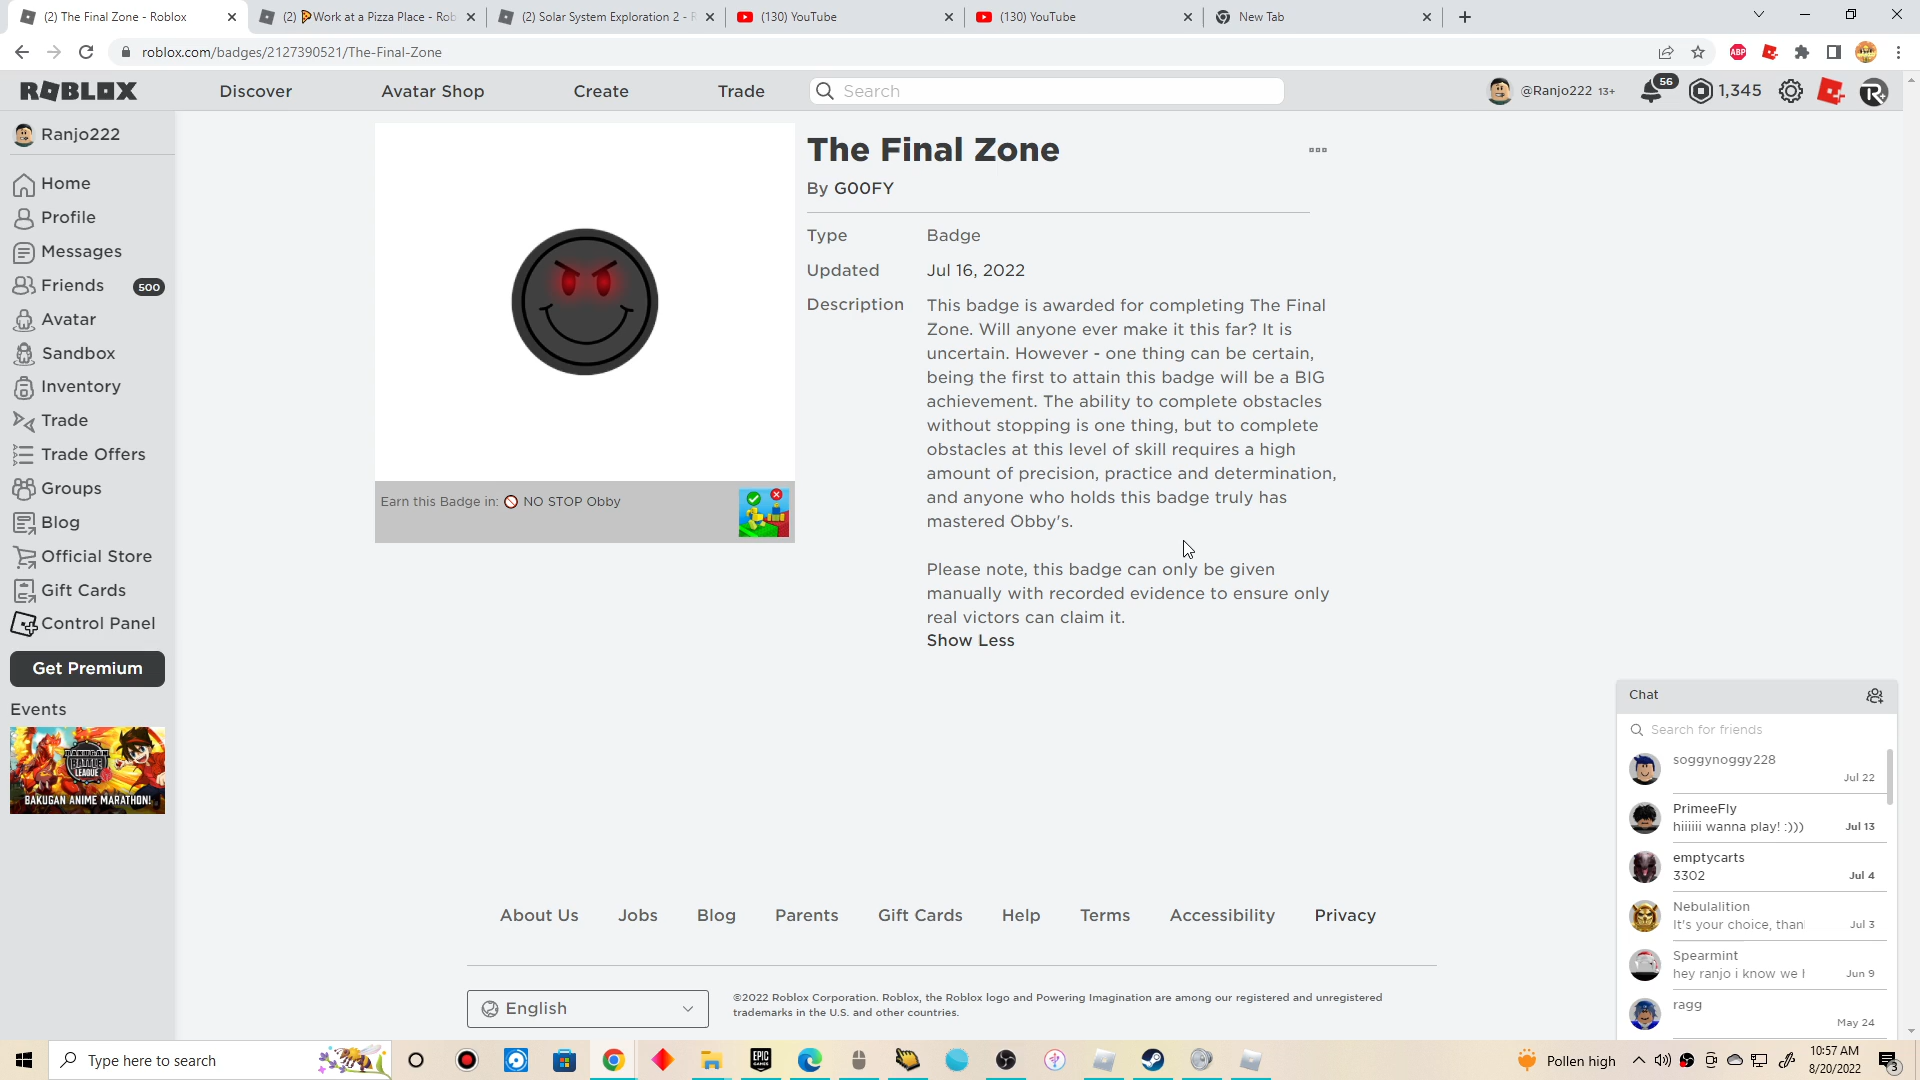 (2) The Final Zone - Roblox
(2) Work at a Pizza Place - Rob
(2) Solar System Exploration 2 - R
(130) YouTube
(130) YouTube
New Tab
roblox.com/badges/2127390521/The-Final-Zone
ABP
ROBLOX
Discover
Avatar Shop
Create
Trade
Search
@Ranjo222 13+
56
1,345
Ranjo222
Home
Profile
Messages
Friends 500
Avatar
Sandbox
Inventory
Trade
Trade Offers
Groups
Blog
Official Store
Gift Cards
Control Panel
Get Premium
Events
BAKUGAN
BATTLE
LEAGUE
BAKUGAN ANIME MARATHON!
Earn this Badge in: 🚫 NO STOP Obby
The Final Zone
By G00FY
Type Badge
Updated Jul 16, 2022
Description This badge is awarded for completing The Final
Zone. Will anyone ever make it this far? It is
uncertain. However - one thing can be certain,
being the first to attain this badge will be a BIG
achievement. The ability to complete obstacles
without stopping is one thing, but to complete
obstacles at this level of skill requires a high
amount of precision, practice and determination,
and anyone who holds this badge truly has
mastered Obby's.
Please note, this badge can only be given
manually with recorded evidence to ensure only
real victors can claim it.
Show Less
Chat
Search for friends
soggynoggy228
Jul 22
PrimeeFly
hiiiiii wanna play! :))) Jul 13
emptycarts
3302 Jul 4
Nebulalition
It's your choice, than Jul 3
Spearmint
hey ranjo i know we h Jun 9
ragg
May 24
About Us
Jobs
Blog
Parents
Gift Cards
Help
Terms
Accessibility
Privacy
English
©2022 Roblox Corporation. Roblox, the Roblox logo and Powering Imagination are among our registered and unregistered
trademarks in the U.S. and other countries.
Type here to search
EPIC
GAMES
Pollen high
10:57 AM
8/20/2022
3